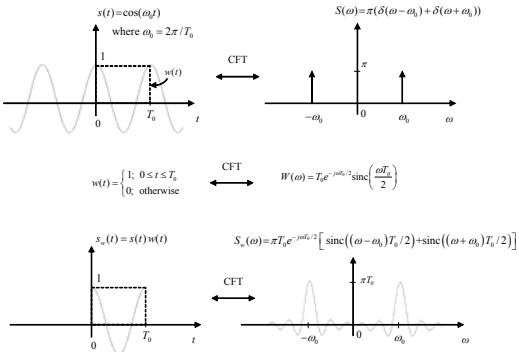 s(t)=cos(ω₀t)
where ω₀ = 2π/T₀
S(ω)=π(δ(ω−ω₀)+δ(ω+ω₀))
1
w(t)
CFT
π
0
T₀
t
−ω₀
0
ω₀
ω
w(t)= {1; 0 ≤ t ≤ T₀
0; otherwise
CFT
W(ω)=T₀e^{−jωT₀/2}sinc(ωT₀/2)
s_w(t)=s(t)w(t)
S_w(ω)=πT₀e^{−jωT₀/2}[sinc((ω−ω₀)T₀/2)+sinc((ω+ω₀)T₀/2)]
1
CFT
πT₀
0
T₀
t
−ω₀
0
ω₀
ω